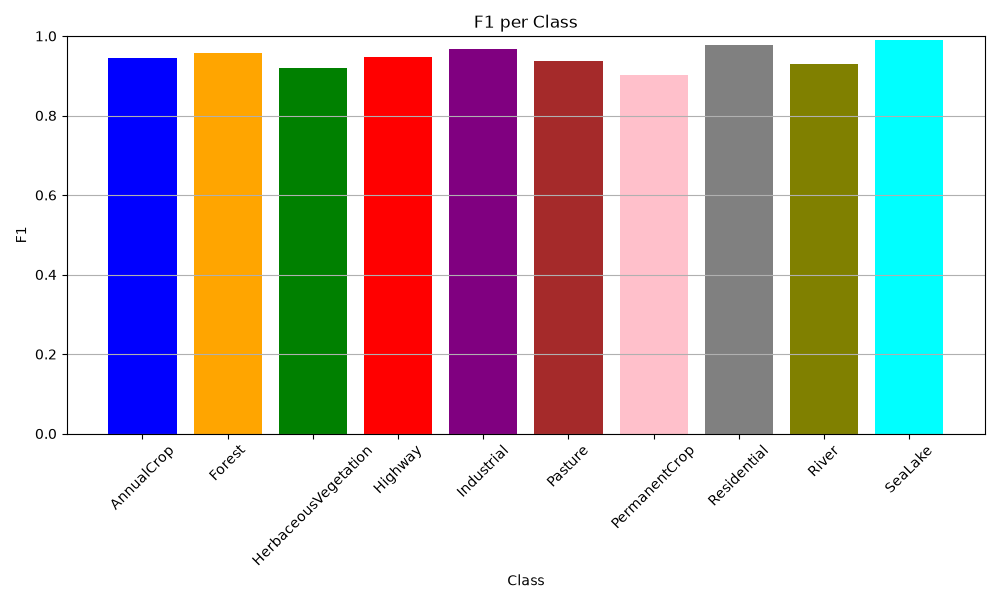 F1 per Class
1.0
0.8
0.6
0.4
0.2
0.0
F1
AnnualCrop
Forest
HerbaceousVegetation
Highway
Industrial
Pasture
PermanentCrop
Residential
River
SeaLake
Class